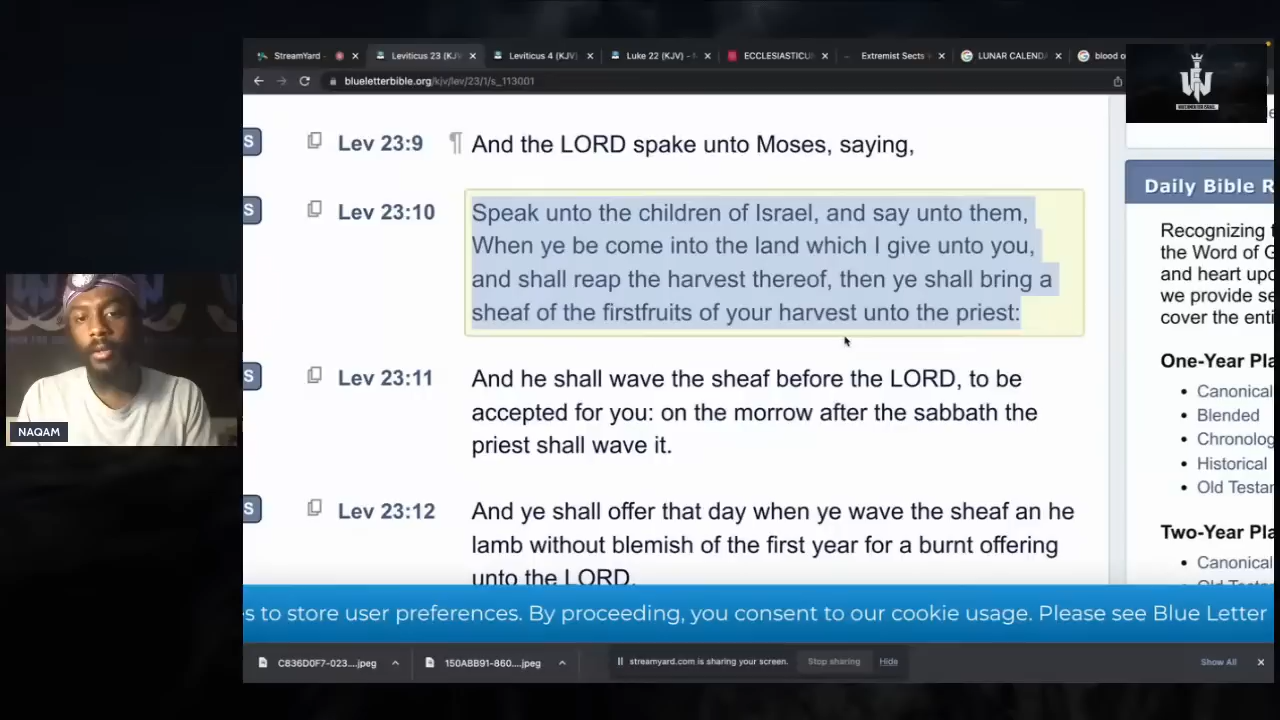 StreamYard
Leviticus 23 (KJV
Leviticus 4 (KJV)
Luke 22 (KJV) -
ECCLESIASTICU
Extremist Sects
LUNAR CALENDA
blood o
blueletterbible.org/kjv/lev/23/1/s_113001
S
Lev 23:9
¶ And the LORD spake unto Moses, saying,
S
Lev 23:10
Speak unto the children of Israel, and say unto them,
When ye be come into the land which I give unto you,
and shall reap the harvest thereof, then ye shall bring a
sheaf of the firstfruits of your harvest unto the priest:
S
Lev 23:11
And he shall wave the sheaf before the LORD, to be
accepted for you: on the morrow after the sabbath the
priest shall wave it.
S
Lev 23:12
And ye shall offer that day when ye wave the sheaf an he
lamb without blemish of the first year for a burnt offering
unto the LORD.
Daily Bible R
Recognizing t
the Word of G
and heart upo
we provide se
cover the enti
One-Year Pla
• Canonical
• Blended
• Chronolog
• Historical
• Old Testar
Two-Year Pla
• Canonical
NAQAM
s to store user preferences. By proceeding, you consent to our cookie usage. Please see Blue Letter
C836D0F7-023....jpeg
150ABB91-860....jpeg
streamyard.com is sharing your screen.
Stop sharing
Hide
Show All